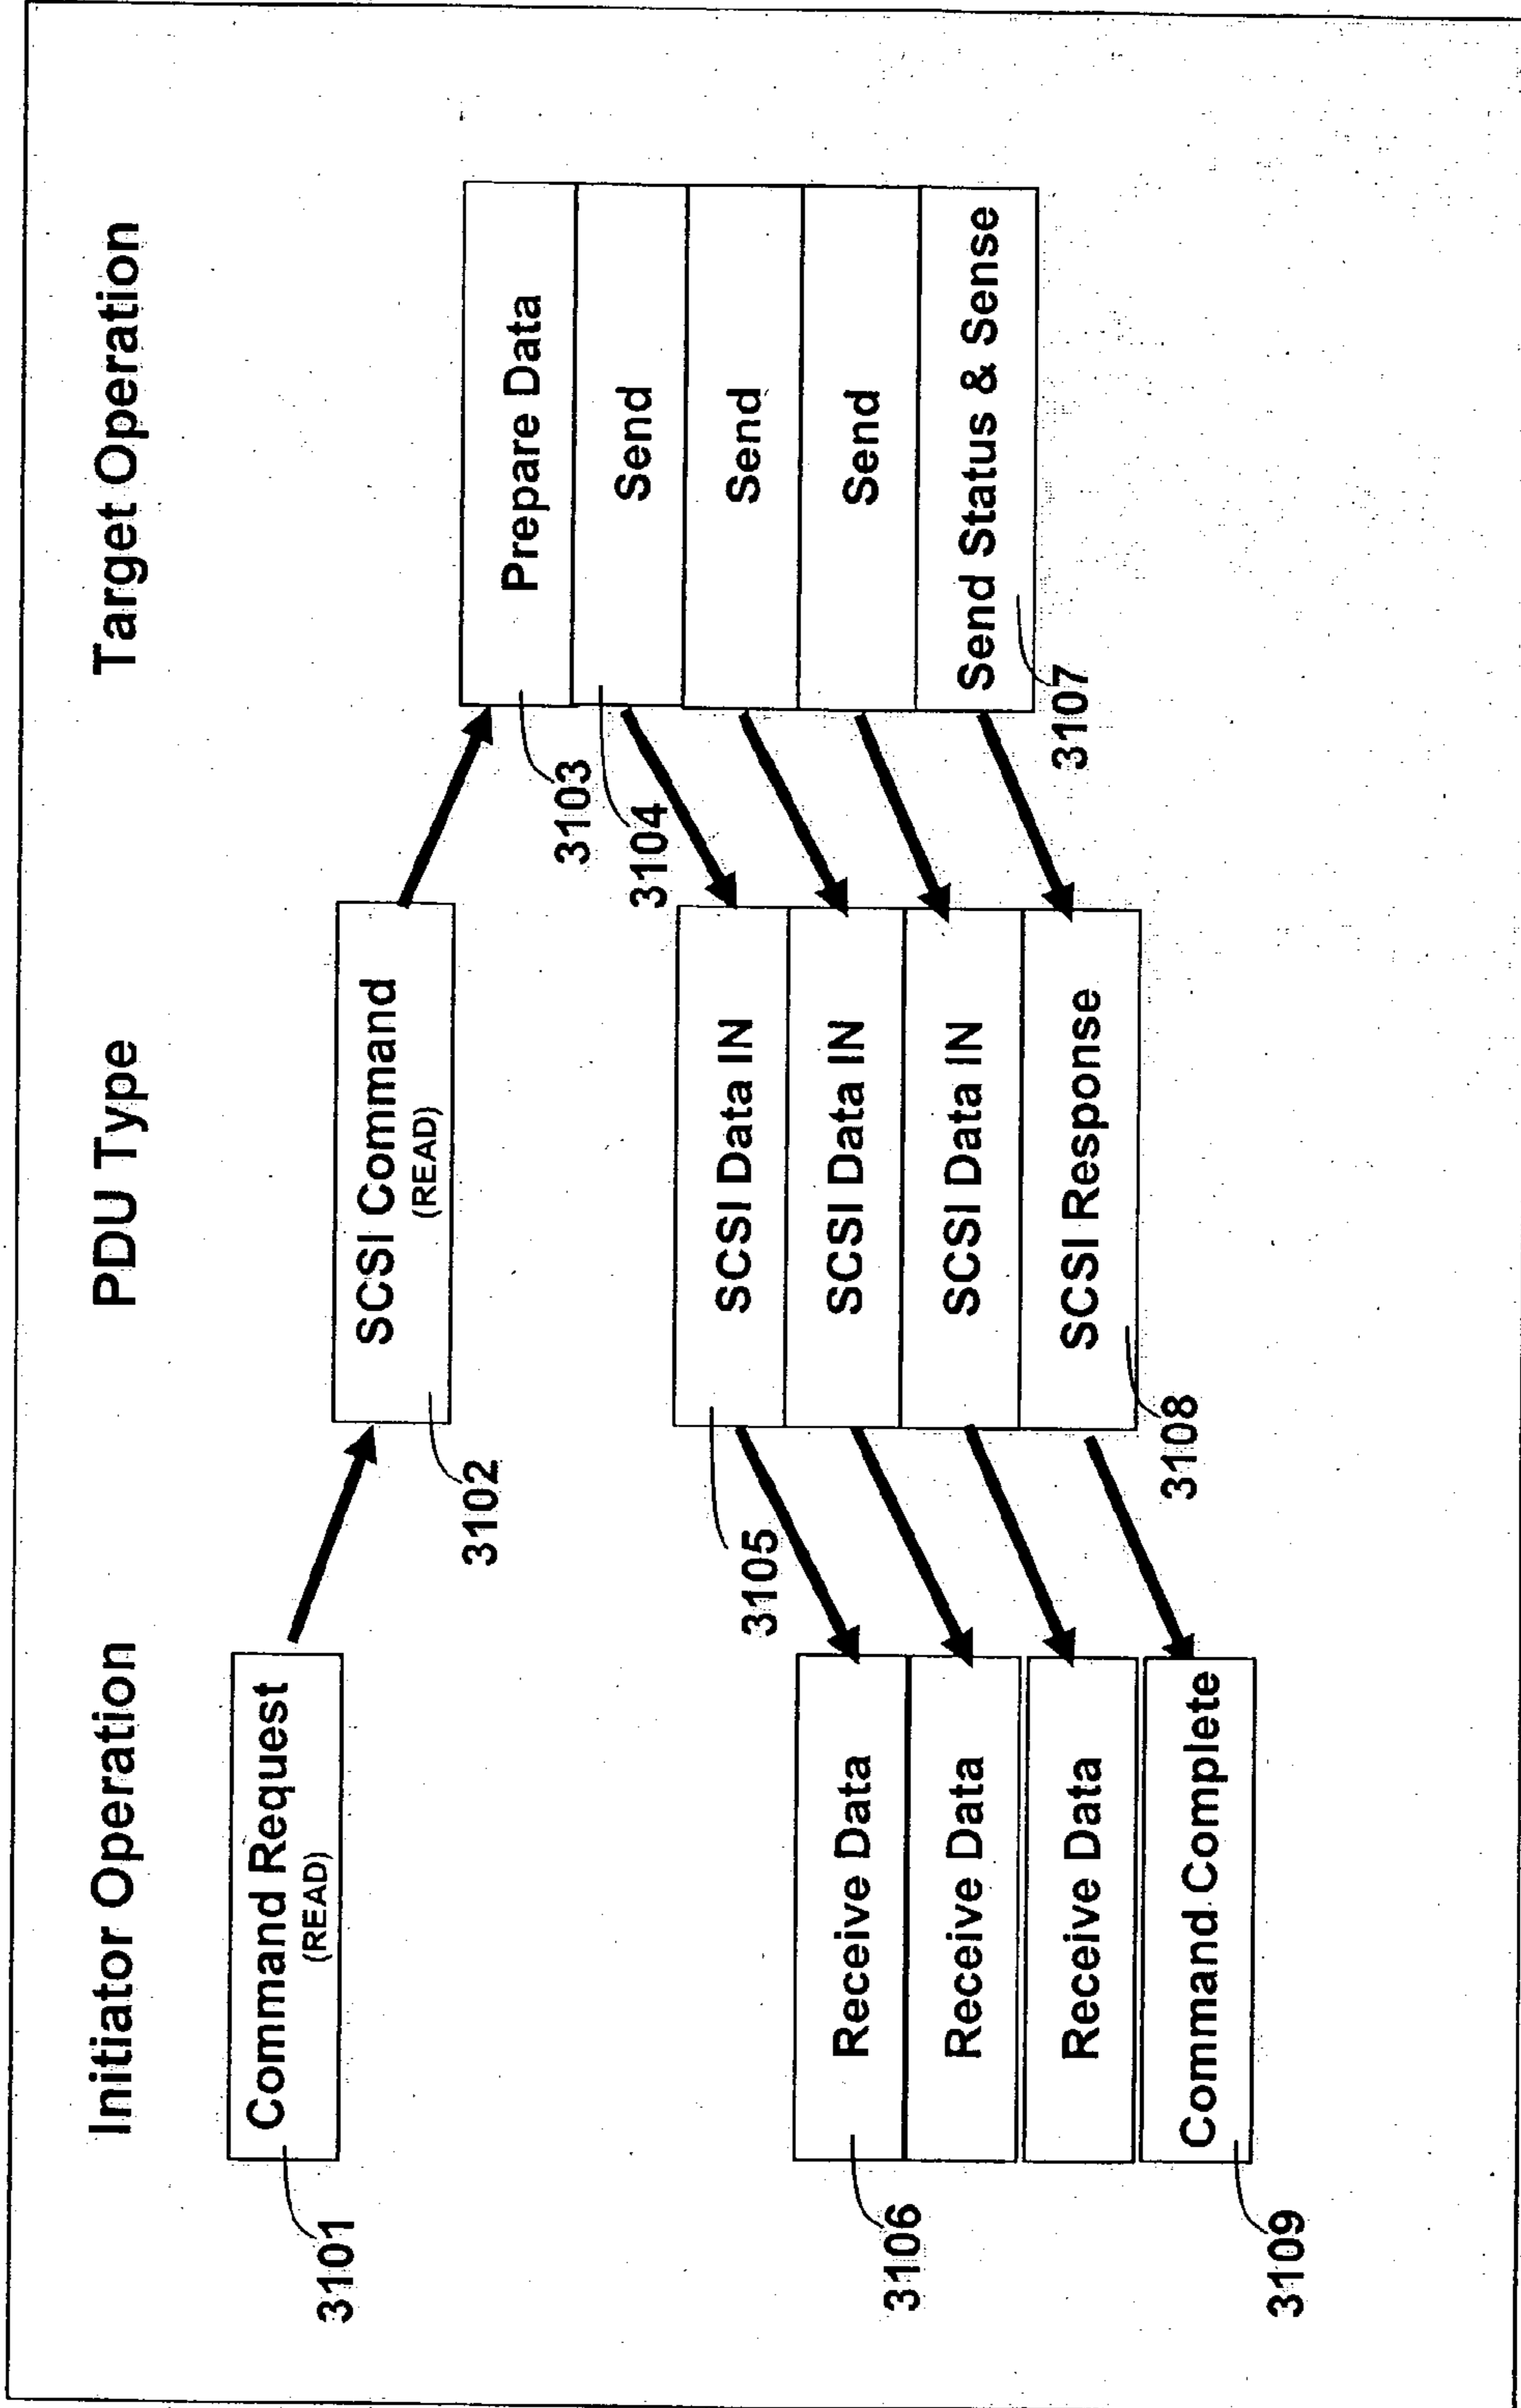 Initiator Operation
PDU Type
Target Operation
Command Request
(READ)
3101
SCSI Command
(READ)
3102
Prepare Data
3103
Send
3104
Send
Send
Send Status & Sense
3107
SCSI Data IN
3105
SCSI Data IN
SCSI Data IN
SCSI Response
3108
Receive Data
3106
Receive Data
Receive Data
Command Complete
3109